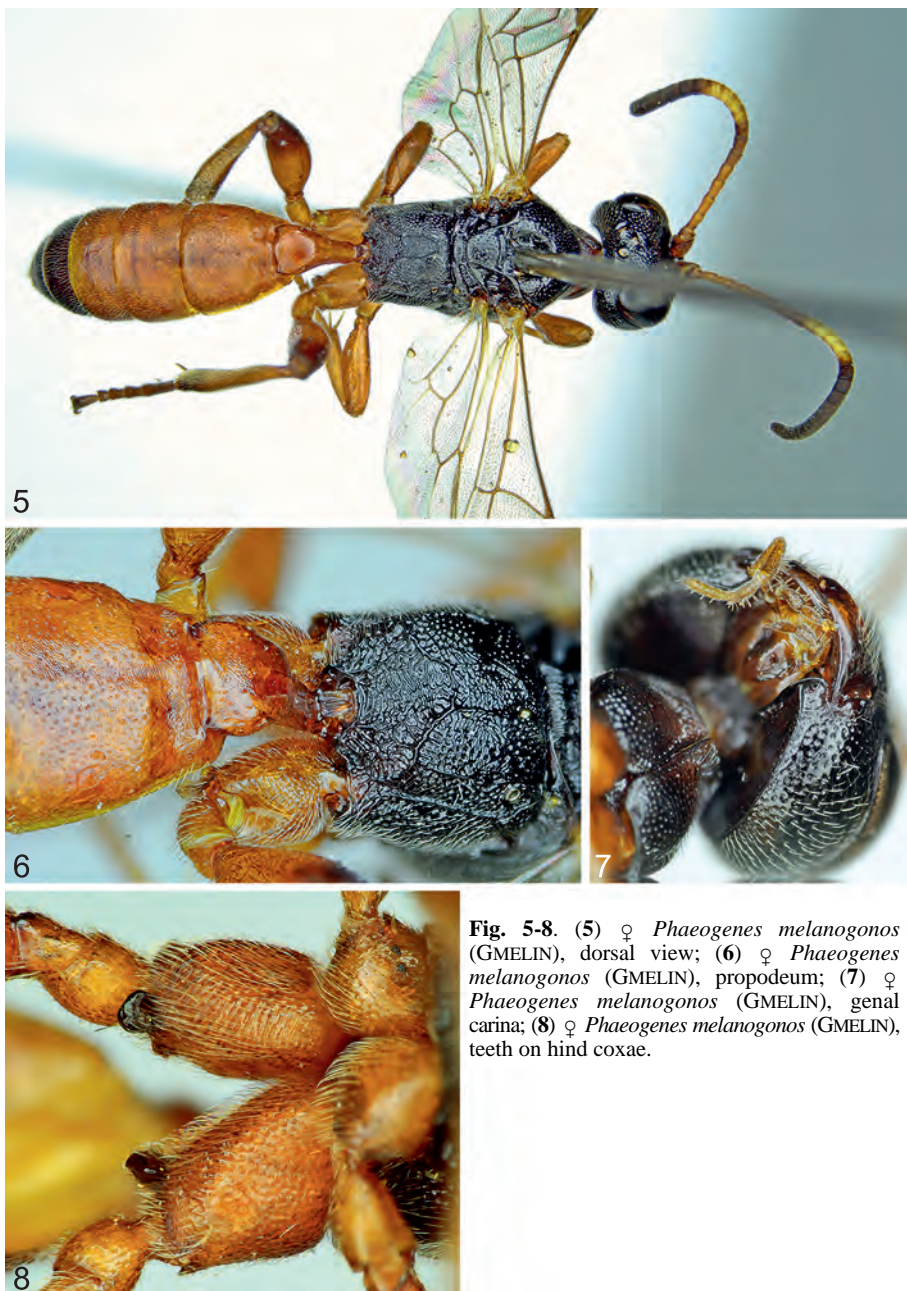 5
6
7
8
Fig. 5-8. (5) ♀ Phaeogenes melanogonos
(GMELIN), dorsal view; (6) ♀ Phaeogenes
melanogonos (GMELIN), propodeum; (7) ♀
Phaeogenes melanogonos (GMELIN), genal
carina; (8) ♀ Phaeogenes melanogonos (GMELIN),
teeth on hind coxae.